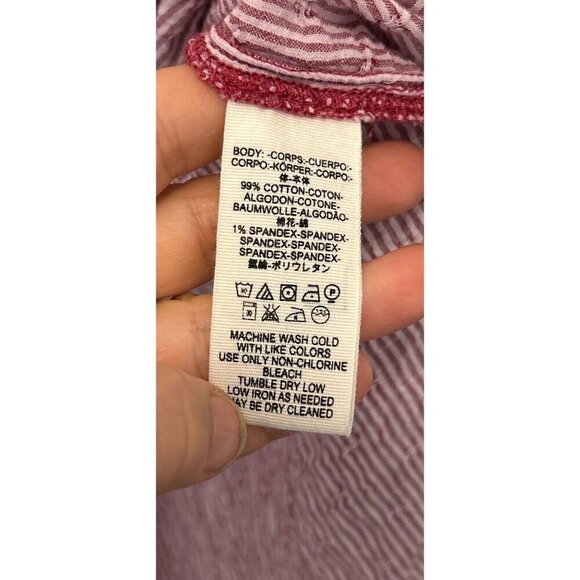 BODY: -CORPS-CUERPO-
CORPO-KÖRPER-CORPO-
体-本体
99% COTTON-COTON-
ALGODON-COTONE-
BAUMWOLLE-ALGODÃO-
棉花-綿
1% SPANDEX-SPANDEX-
SPANDEX-SPANDEX-
SPANDEX-SPANDEX-
氨綸-ポリウレタン
MACHINE WASH COLD
WITH LIKE COLORS
USE ONLY NON-CHLORINE
BLEACH
TUMBLE DRY LOW
LOW IRON AS NEEDED
MAY BE DRY CLEANED